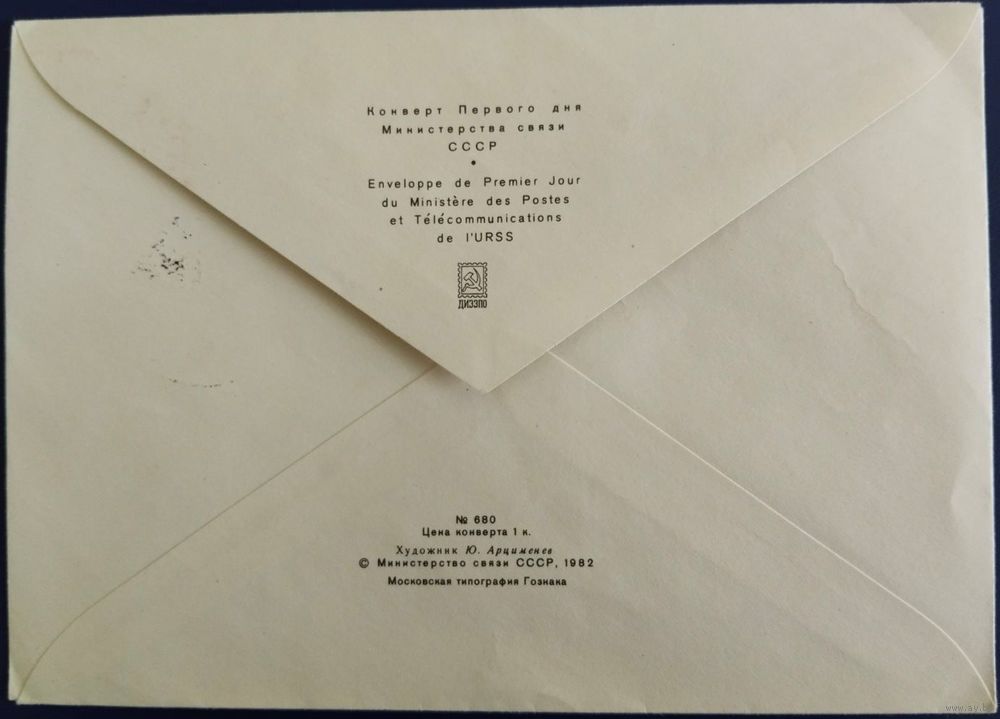 Конверт Первого дня
Министерства связи
СССР
•
Enveloppe de Premier Jour
du Ministère des Postes
et Télécommunications
de l'URSS
ДИЭЗПО
№ 680
Цена конверта 1 к.
Художник Ю. Арцименев
© Министерство связи СССР, 1982
Московская типография Гознака